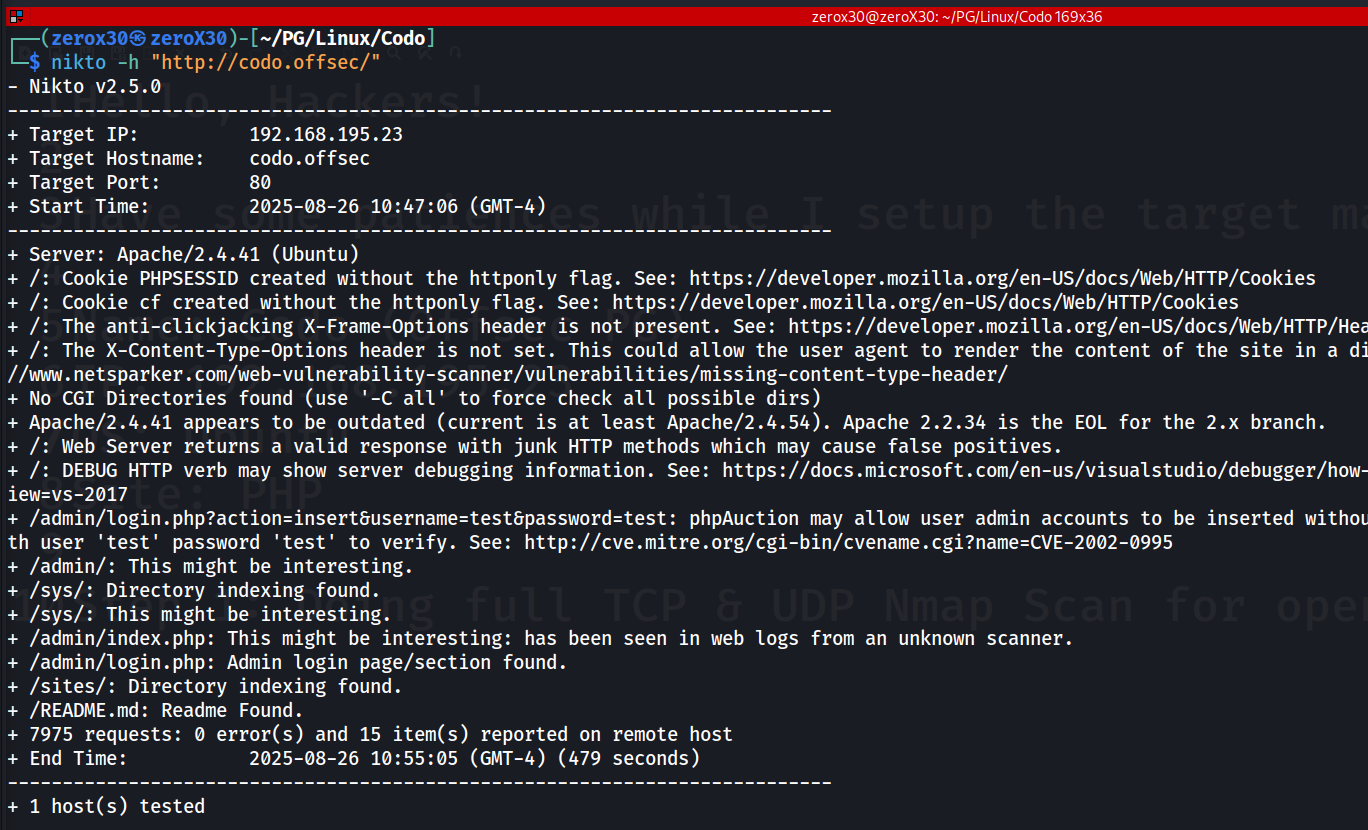 zerox30@zeroX30: ~/PG/Linux/Codo 169x36
┌──(zerox30㉿zeroX30)-[~/PG/Linux/Codo]
└─$ nikto -h "http://codo.offsec/"
- Nikto v2.5.0
---------------------------------------------------------------------------
+ Target IP:          192.168.195.23
+ Target Hostname:    codo.offsec
+ Target Port:        80
+ Start Time:         2025-08-26 10:47:06 (GMT-4)
---------------------------------------------------------------------------
+ Server: Apache/2.4.41 (Ubuntu)
+ /: Cookie PHPSESSID created without the httponly flag. See: https://developer.mozilla.org/en-US/docs/Web/HTTP/Cookies
+ /: Cookie cf created without the httponly flag. See: https://developer.mozilla.org/en-US/docs/Web/HTTP/Cookies
+ /: The anti-clickjacking X-Frame-Options header is not present. See: https://developer.mozilla.org/en-US/docs/Web/HTTP/Hea
+ /: The X-Content-Type-Options header is not set. This could allow the user agent to render the content of the site in a di
//www.netsparker.com/web-vulnerability-scanner/vulnerabilities/missing-content-type-header/
+ No CGI Directories found (use '-C all' to force check all possible dirs)
+ Apache/2.4.41 appears to be outdated (current is at least Apache/2.4.54). Apache 2.2.34 is the EOL for the 2.x branch.
+ /: Web Server returns a valid response with junk HTTP methods which may cause false positives.
+ /: DEBUG HTTP verb may show server debugging information. See: https://docs.microsoft.com/en-us/visualstudio/debugger/how-
iew=vs-2017
+ /admin/login.php?action=insert&username=test&password=test: phpAuction may allow user admin accounts to be inserted withou
th user 'test' password 'test' to verify. See: http://cve.mitre.org/cgi-bin/cvename.cgi?name=CVE-2002-0995
+ /admin/: This might be interesting.
+ /sys/: Directory indexing found.
+ /sys/: This might be interesting.
+ /admin/index.php: This might be interesting: has been seen in web logs from an unknown scanner.
+ /admin/login.php: Admin login page/section found.
+ /sites/: Directory indexing found.
+ /README.md: Readme Found.
+ 7975 requests: 0 error(s) and 15 item(s) reported on remote host
+ End Time:           2025-08-26 10:55:05 (GMT-4) (479 seconds)
---------------------------------------------------------------------------
+ 1 host(s) tested